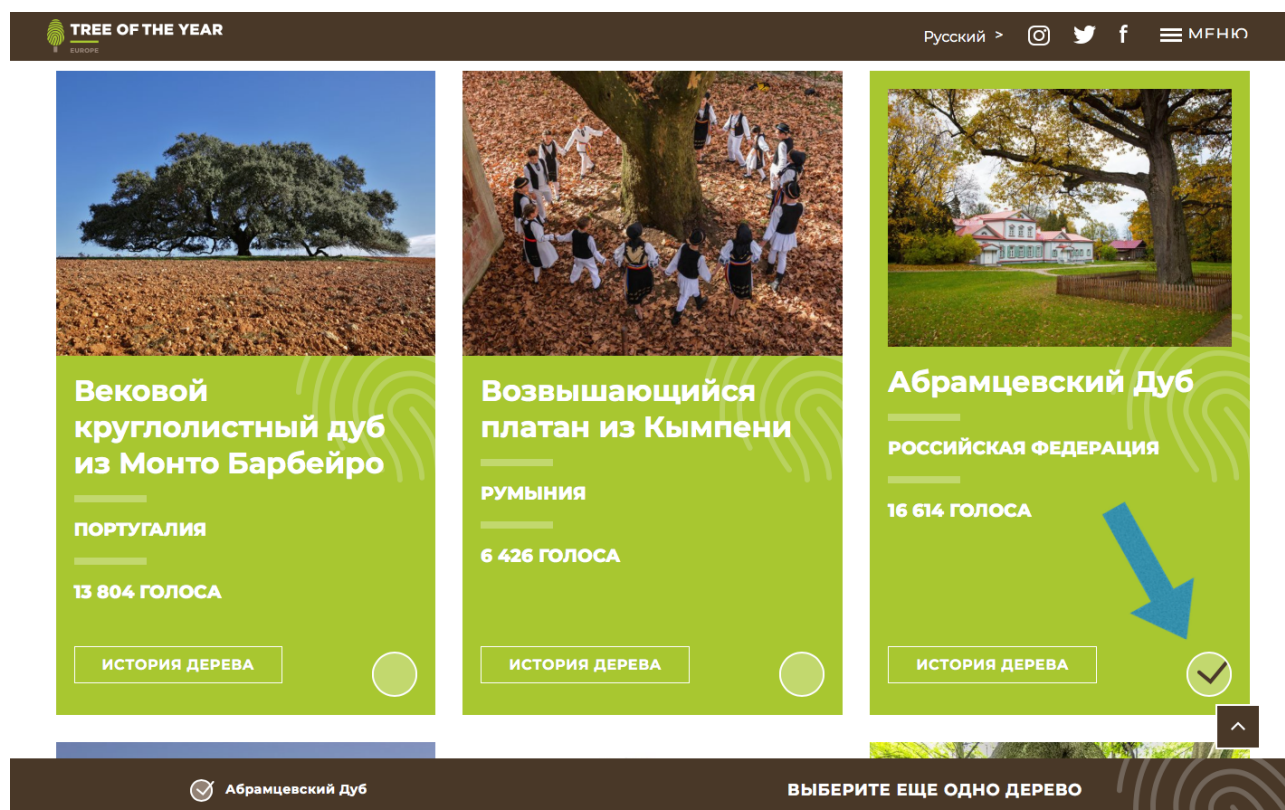 TREE OF THE YEAR
EUROPE
Русский >
МЕНЮ
Вековой
круглолистный дуб
из Монто Барбейро
ПОРТУГАЛИЯ
13 804 ГОЛОСА
ИСТОРИЯ ДЕРЕВА
Возвышающийся
платан из Кымпени
РУМЫНИЯ
6 426 ГОЛОСА
ИСТОРИЯ ДЕРЕВА
Абрамцевский Дуб
РОССИЙСКАЯ ФЕДЕРАЦИЯ
16 614 ГОЛОСА
ИСТОРИЯ ДЕРЕВА
Абрамцевский Дуб
ВЫБЕРИТЕ ЕЩЕ ОДНО ДЕРЕВО